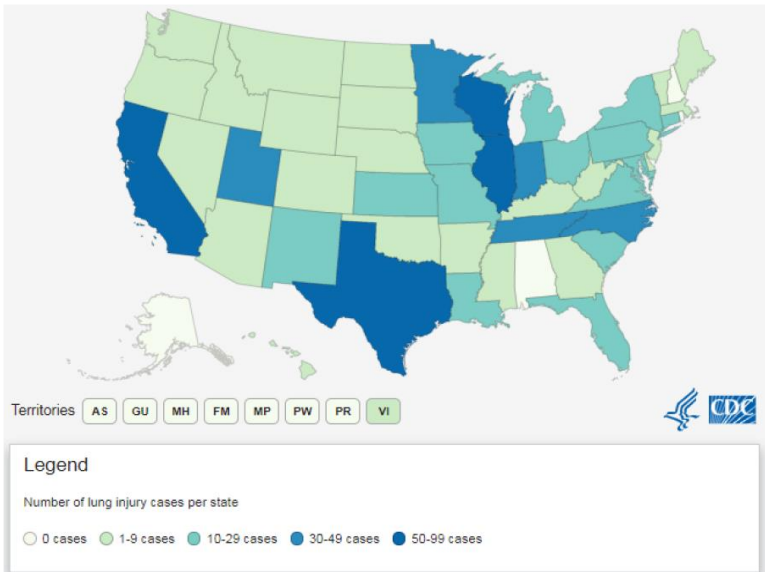 Territories AS GU MH FM MP PW PR VI
CDC
Legend
Number of lung injury cases per state
0 cases 1-9 cases 10-29 cases 30-49 cases 50-99 cases